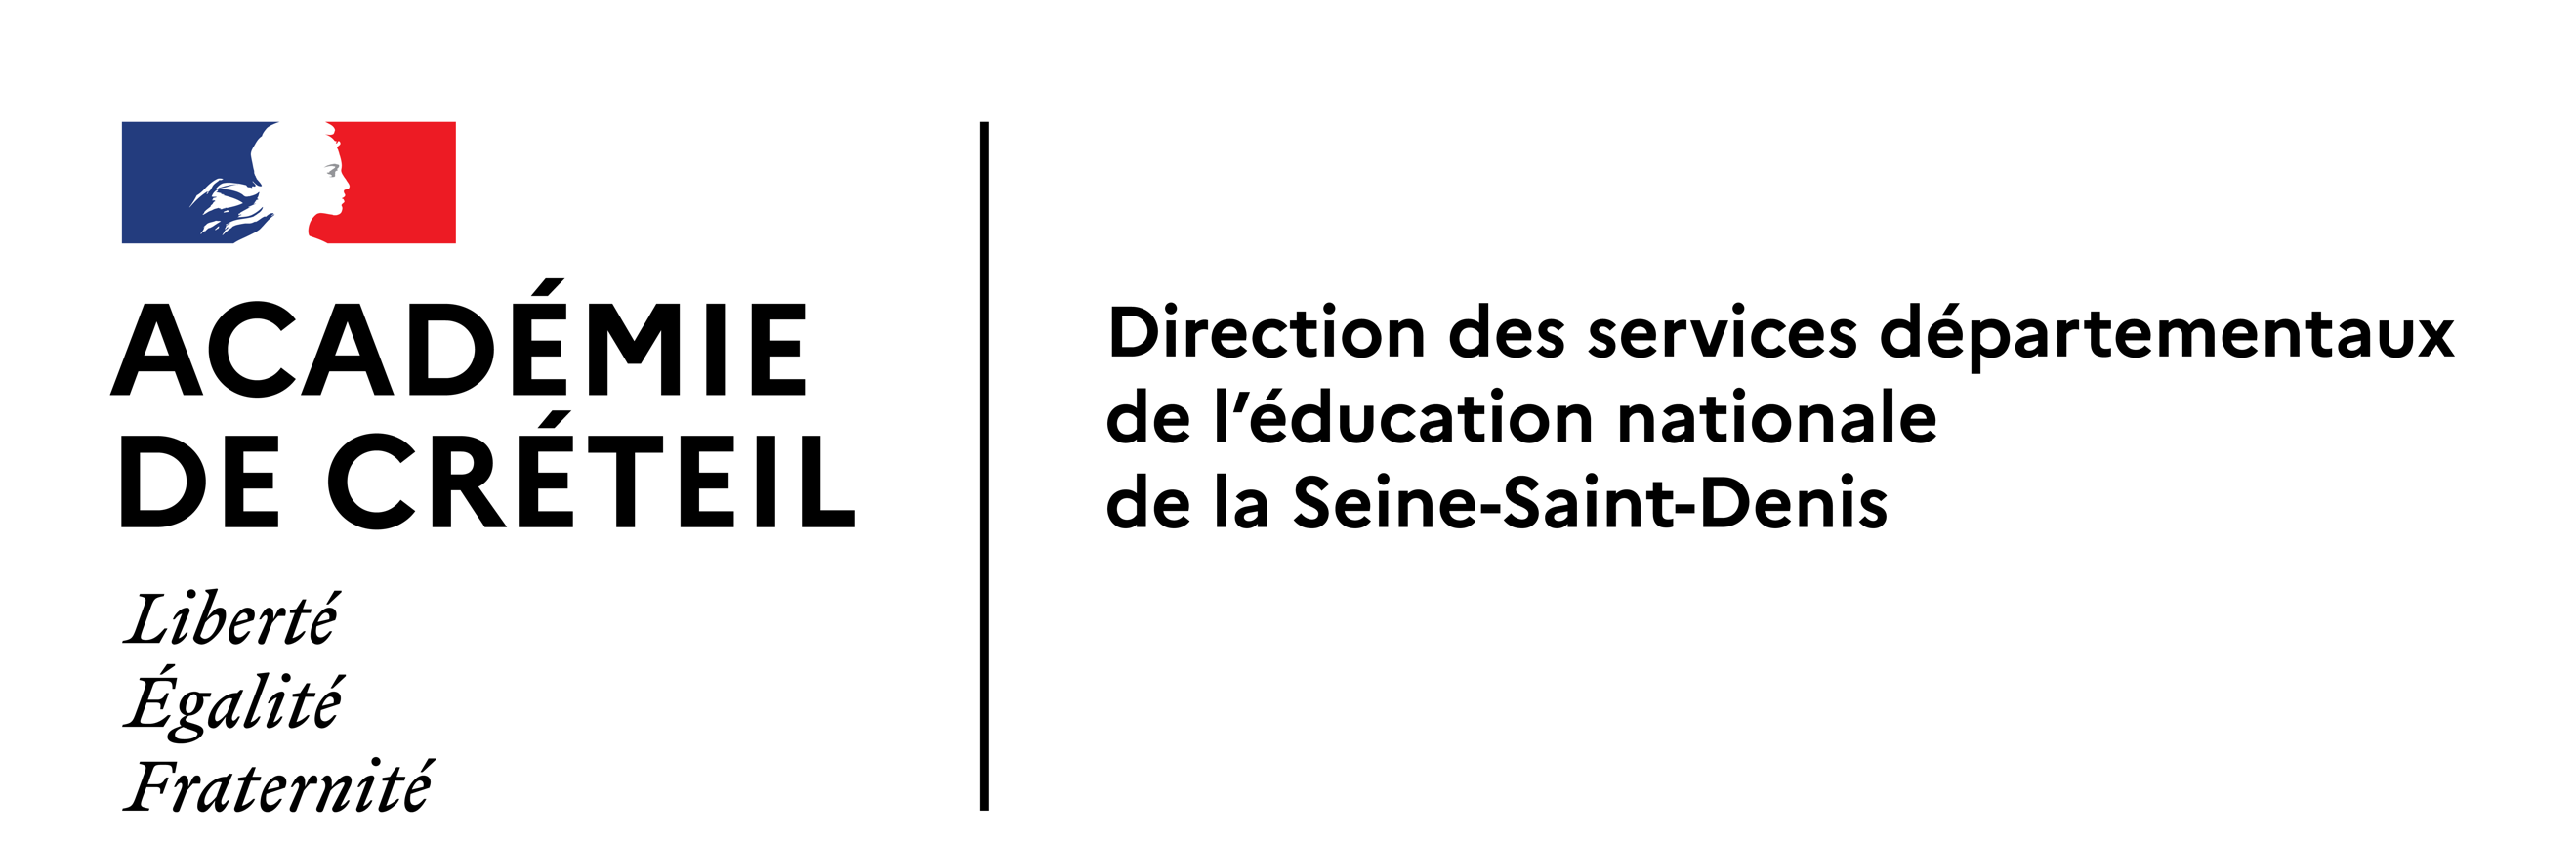 ACADÉMIE
DE CRÉTEIL
Liberté
Égalité
Fraternité
Direction des services départementaux
de l’éducation nationale
de la Seine-Saint-Denis